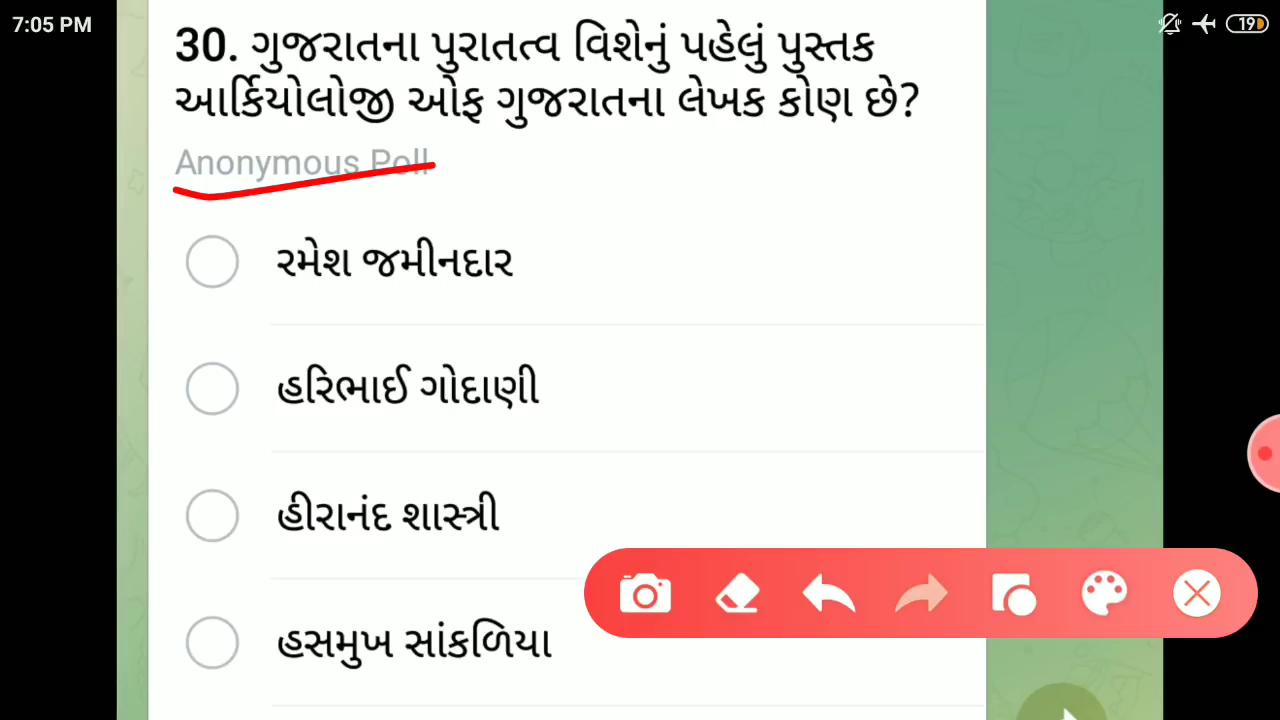 7:05 PM
19
30. ગુજરાતના પુરાતત્વ વિશેનું પહેલું પુસ્તક
આર્કિયોલોજી ઓફ ગુજરાતના લેખક કોણ છે?
Anonymous Poll
રમેશ જમીનદાર
હરિભાઈ ગોદાણી
હીરાનંદ શાસ્ત્રી
હસમુખ સાંકળિયા